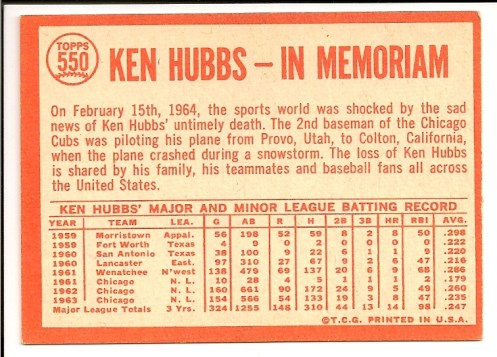 TOPPS
550
KEN HUBBS – IN MEMORIAM
On February 15th, 1964, the sports world was shocked by the sad
news of Ken Hubbs' untimely death. The 2nd baseman of the Chicago
Cubs was piloting his plane from Provo, Utah, to Colton, California,
when the plane crashed during a snowstorm. The loss of Ken Hubbs
is shared by his family, his teammates and baseball fans all across
the United States.
KEN HUBBS' MAJOR AND MINOR LEAGUE BATTING RECORD
YEAR TEAM LEA. G AB R H 2B 3B HR RBI AVG.
1959 Morristown Appal. 56 198 52 59 8 2 8 50 .298
1959 Fort Worth Texas 4 9 0 2 0 0 0 0 .222
1960 San Antonio Texas 38 100 9 22 6 1 1 9 .220
1960 Lancaster East. 97 310 27 67 9 2 6 47 .216
1961 Wenatchee N'west 138 479 69 137 20 6 9 68 .286
1961 Chicago N. L. 10 28 4 5 1 1 1 2 .179
1962 Chicago N. L. 160 661 90 172 24 9 5 49 .260
1963 Chicago N. L. 154 566 54 133 19 3 8 47 .235
Major League Totals 3 Yrs. 324 1255 148 310 44 13 14 98 .247
©T.C.G. PRINTED IN U.S.A.